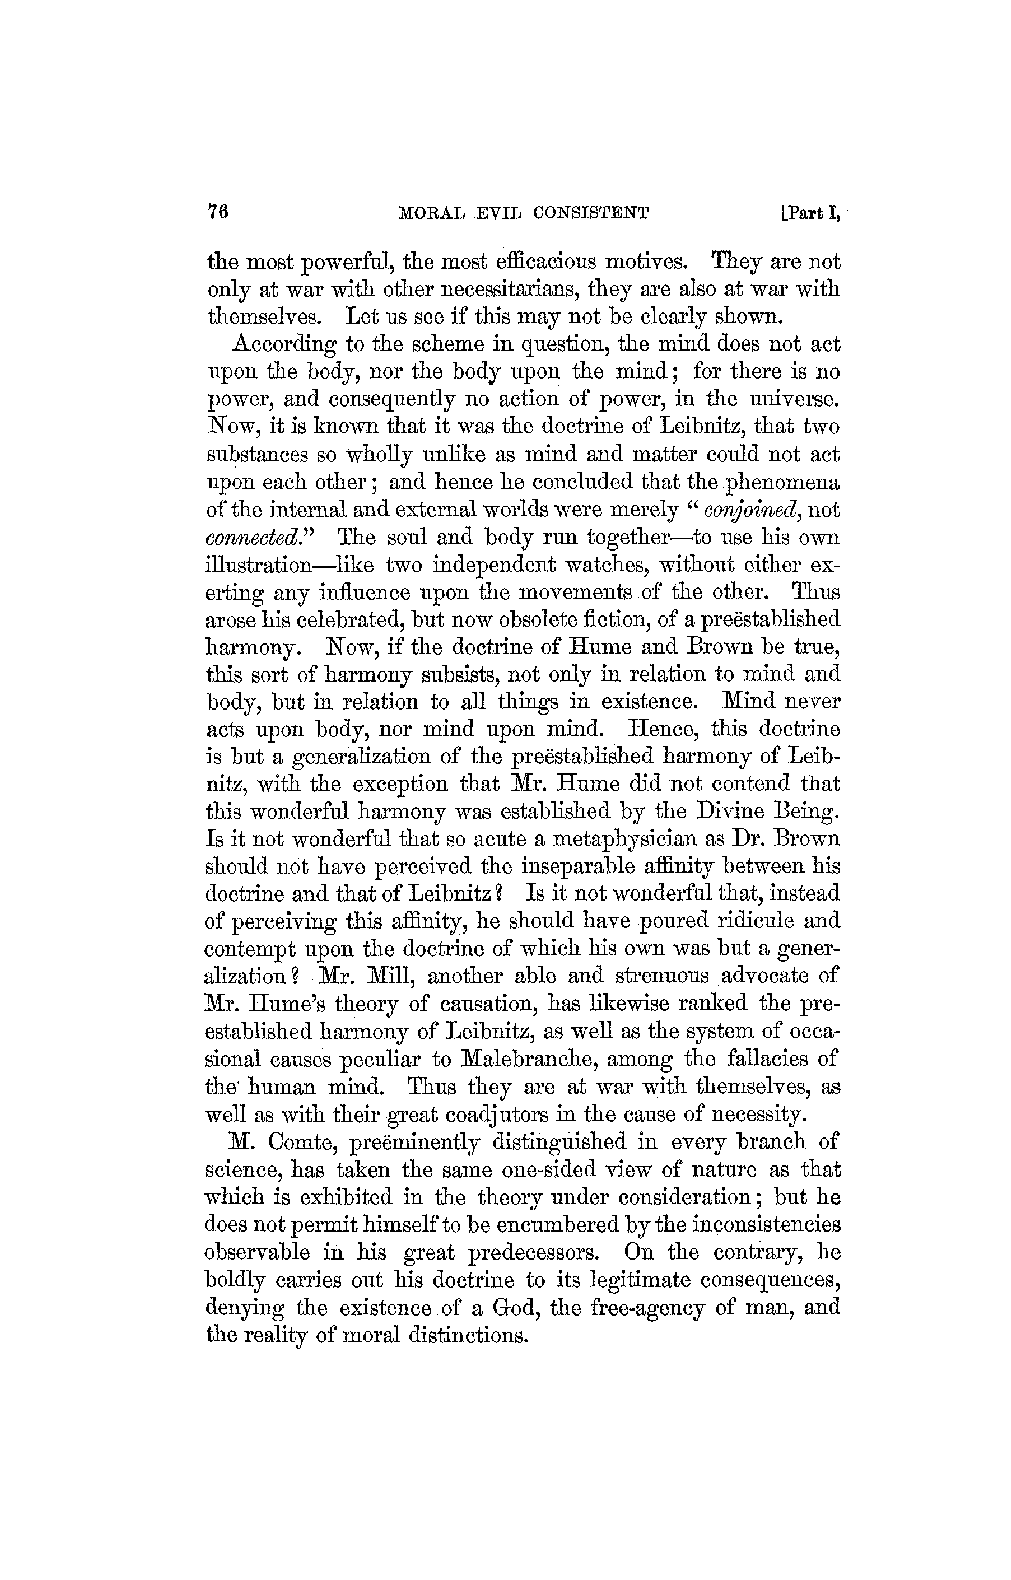 76 MORAL EVIL CONSISTENT [Part I,
the most powerful, the most efficacious motives. They are not
only at war with other necessitarians, they are also at war with
themselves. Let us see if this may not be clearly shown.
According to the scheme in question, the mind does not act
upon the body, nor the body upon the mind; for there is no
power, and consequently no action of power, in the universe.
Now, it is known that it was the doctrine of Leibnitz, that two
substances so wholly unlike as mind and matter could not act
upon each other; and hence he concluded that the phenomena
of the internal and external worlds were merely "conjoined, not
connected." The soul and body run together—to use his own
illustration—like two independent watches, without either ex-
erting any influence upon the movements of the other. Thus
arose his celebrated, but now obsolete fiction, of a preëstablished
harmony. Now, if the doctrine of Hume and Brown be true,
this sort of harmony subsists, not only in relation to mind and
body, but in relation to all things in existence. Mind never
acts upon body, nor mind upon mind. Hence, this doctrine
is but a generalization of the preëstablished harmony of Leib-
nitz, with the exception that Mr. Hume did not contend that
this wonderful harmony was established by the Divine Being.
Is it not wonderful that so acute a metaphysician as Dr. Brown
should not have perceived the inseparable affinity between his
doctrine and that of Leibnitz? Is it not wonderful that, instead
of perceiving this affinity, he should have poured ridicule and
contempt upon the doctrine of which his own was but a gener-
alization? Mr. Mill, another able and strenuous advocate of
Mr. Hume's theory of causation, has likewise ranked the pre-
established harmony of Leibnitz, as well as the system of occa-
sional causes peculiar to Malebranche, among the fallacies of
the human mind. Thus they are at war with themselves, as
well as with their great coadjutors in the cause of necessity.
M. Comte, preëminently distinguished in every branch of
science, has taken the same one-sided view of nature as that
which is exhibited in the theory under consideration; but he
does not permit himself to be encumbered by the inconsistencies
observable in his great predecessors. On the contrary, he
boldly carries out his doctrine to its legitimate consequences,
denying the existence of a God, the free-agency of man, and
the reality of moral distinctions.